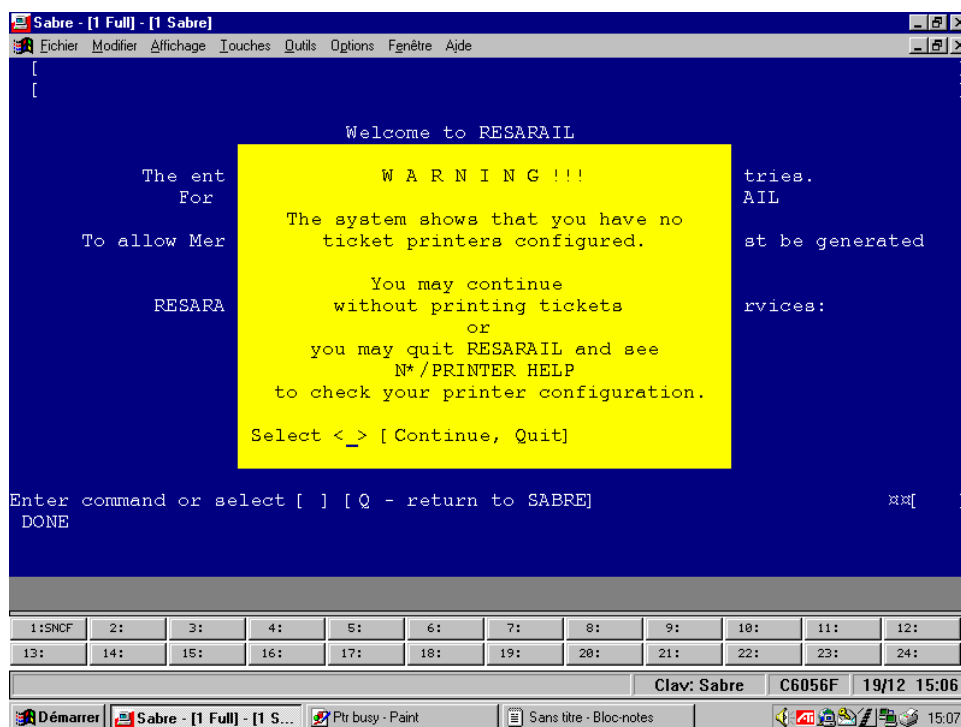 Sabre - [1 Full] - [1 Sabre]
Fichier Modifier Affichage Touches Outils Options Fenêtre Aide
[
[
Welcome to RESARAIL
The ent W A R N I N G !!! tries.
For AIL
The system shows that you have no
To allow Mer ticket printers configured. st be generated
You may continue
RESARA without printing tickets rvices:
or
you may quit RESARAIL and see
N*/PRINTER HELP
to check your printer configuration.
Select <_> [ Continue, Quit]
Enter command or select [ ] [ Q - return to SABRE] ¤¤[
DONE
1:SNCF 2: 3: 4: 5: 6: 7: 8: 9: 10: 11: 12:
13: 14: 15: 16: 17: 18: 19: 20: 21: 22: 23: 24:
Clav: Sabre C6056F 19/12 15:06
Démarrer Sabre - [1 Full] - [1 S... Ptr busy - Paint Sans titre - Bloc-notes 15:07